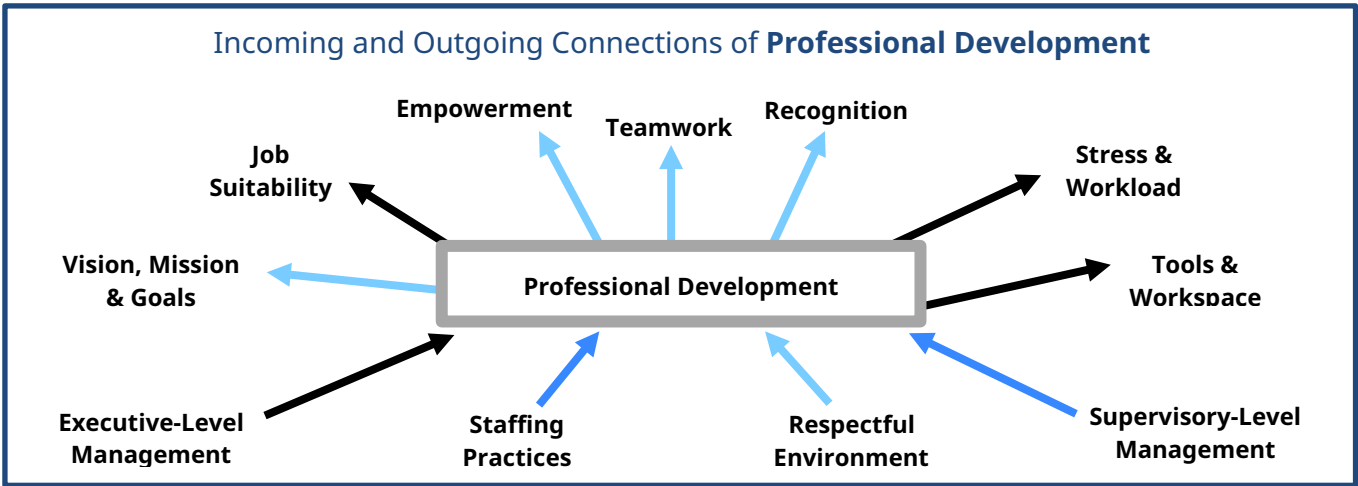 Incoming and Outgoing Connections of Professional Development
Empowerment
Teamwork
Recognition
Job
Suitability
Stress &
Workload
Vision, Mission
& Goals
Tools &
Workspace
Professional Development
Executive-Level
Management
Staffing
Practices
Respectful
Environment
Supervisory-Level
Management